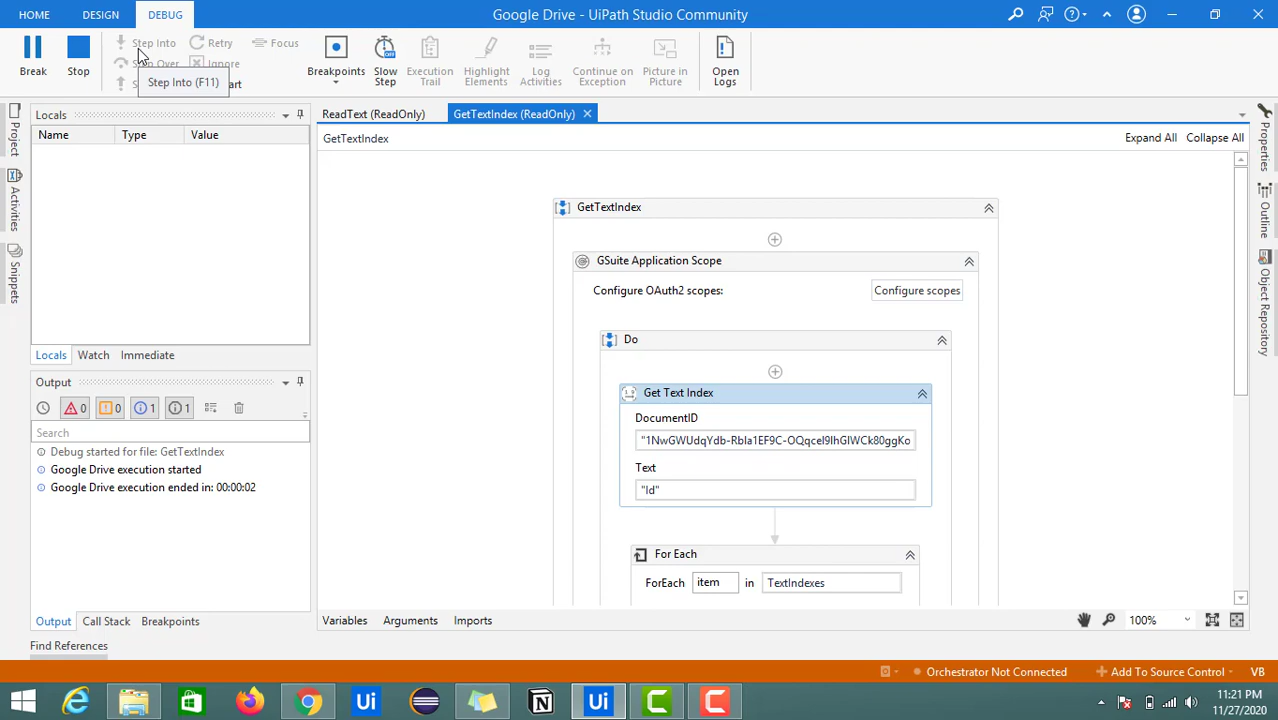 HOME
DESIGN
DEBUG
Google Drive - UiPath Studio Community
Break
Stop
Step Into
Retry
Focus
Step Over
Ignore
Step Into (F11)
Breakpoints
Slow Step
Execution Trail
Highlight Elements
Log Activities
Continue on Exception
Picture in Picture
Open Logs
Project
Activities
Snippets
Locals
Name
Type
Value
Locals
Watch
Immediate
Output
0
0
1
1
Search
Debug started for file: GetTextIndex
Google Drive execution started
Google Drive execution ended in: 00:00:02
Output
Call Stack
Breakpoints
Find References
ReadText (ReadOnly)
GetTextIndex (ReadOnly)
GetTextIndex
Expand All
Collapse All
GetTextIndex
GSuite Application Scope
Configure OAuth2 scopes:
Configure scopes
Do
Get Text Index
DocumentID
Text
"Id"
For Each
ForEach
item
in
TextIndexes
Variables
Arguments
Imports
100%
Properties
Outline
Object Repository
Orchestrator Not Connected
Add To Source Control
VB
Ui
Ui
11:21 PM
11/27/2020